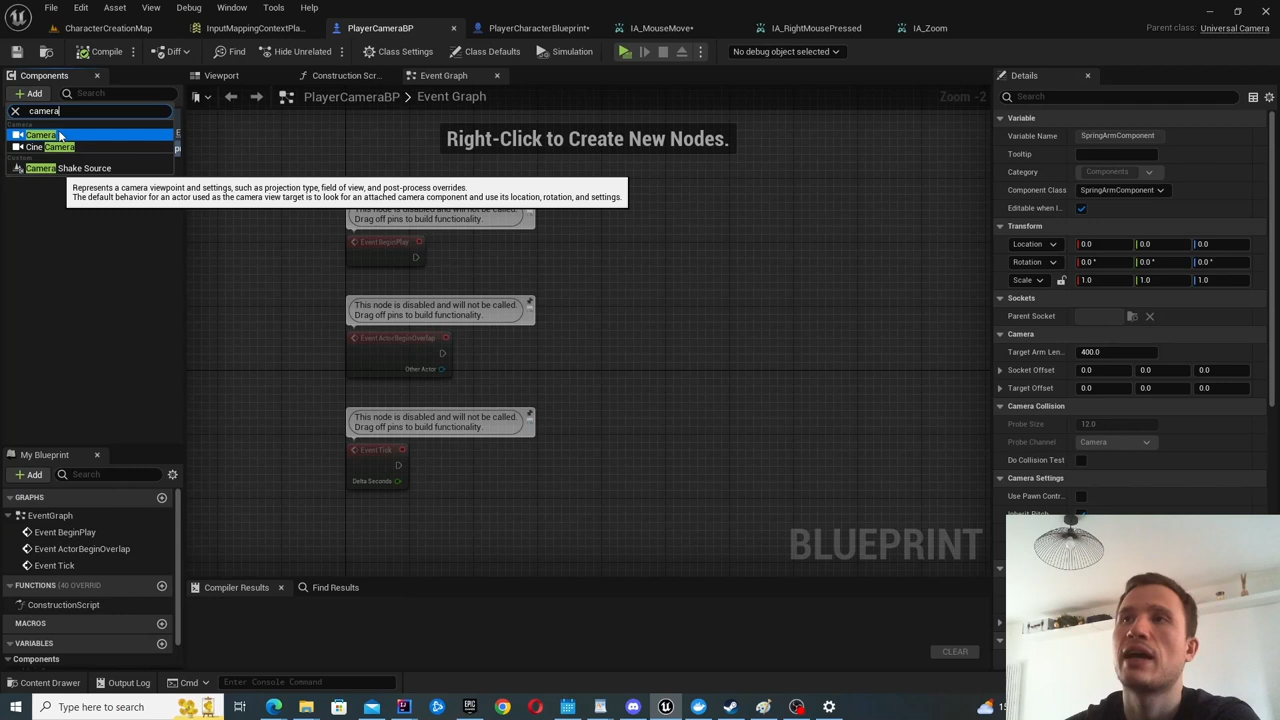 File Edit Asset View Debug Window Tools Help
CharacterCreationMap InputMappingContextPla... PlayerCameraBP PlayerCharacterBlueprint• IA_MouseMove• IA_RightMousePressed IA_Zoom Parent class: Universal Camera
Compile Diff Find Hide Unrelated Class Settings Class Defaults Simulation No debug object selected
Components Viewport Construction Scr... Event Graph Details
Add Search PlayerCameraBP > Event Graph Zoom -2 Search
camera
Camera
Camera
Cine Camera
Custom
Camera Shake Source
Represents a camera viewpoint and settings, such as projection type, field of view, and post-process overrides.
The default behavior for an actor used as the camera view target is to look for an attached camera component and use its location, rotation, and settings.
Right-Click to Create New Nodes.
This node is disabled and will not be called.
Drag off pins to build functionality.
Event BeginPlay
This node is disabled and will not be called.
Drag off pins to build functionality.
Event ActorBeginOverlap
Other Actor
This node is disabled and will not be called.
Drag off pins to build functionality.
Event Tick
Delta Seconds
BLUEPRINT
Variable
Variable Name SpringArmComponent
Tooltip
Category Components
Component Class SpringArmComponent
Editable when I...
Transform
Location 0.0 0.0 0.0
Rotation 0.0 ° 0.0 ° 0.0 °
Scale 1.0 1.0 1.0
Sockets
Parent Socket
Camera
Target Arm Len... 400.0
Socket Offset 0.0 0.0 0.0
Target Offset 0.0 0.0 0.0
Camera Collision
Probe Size 12.0
Probe Channel Camera
Do Collision Test
Camera Settings
Use Pawn Contr...
Inherit Pitch
My Blueprint
Add Search
GRAPHS
EventGraph
Event BeginPlay
Event ActorBeginOverlap
Event Tick
FUNCTIONS (40 OVERRID
ConstructionScript
MACROS
VARIABLES
Components
Compiler Results Find Results
CLEAR
Content Drawer Output Log Cmd Enter Console Command
Type here to search